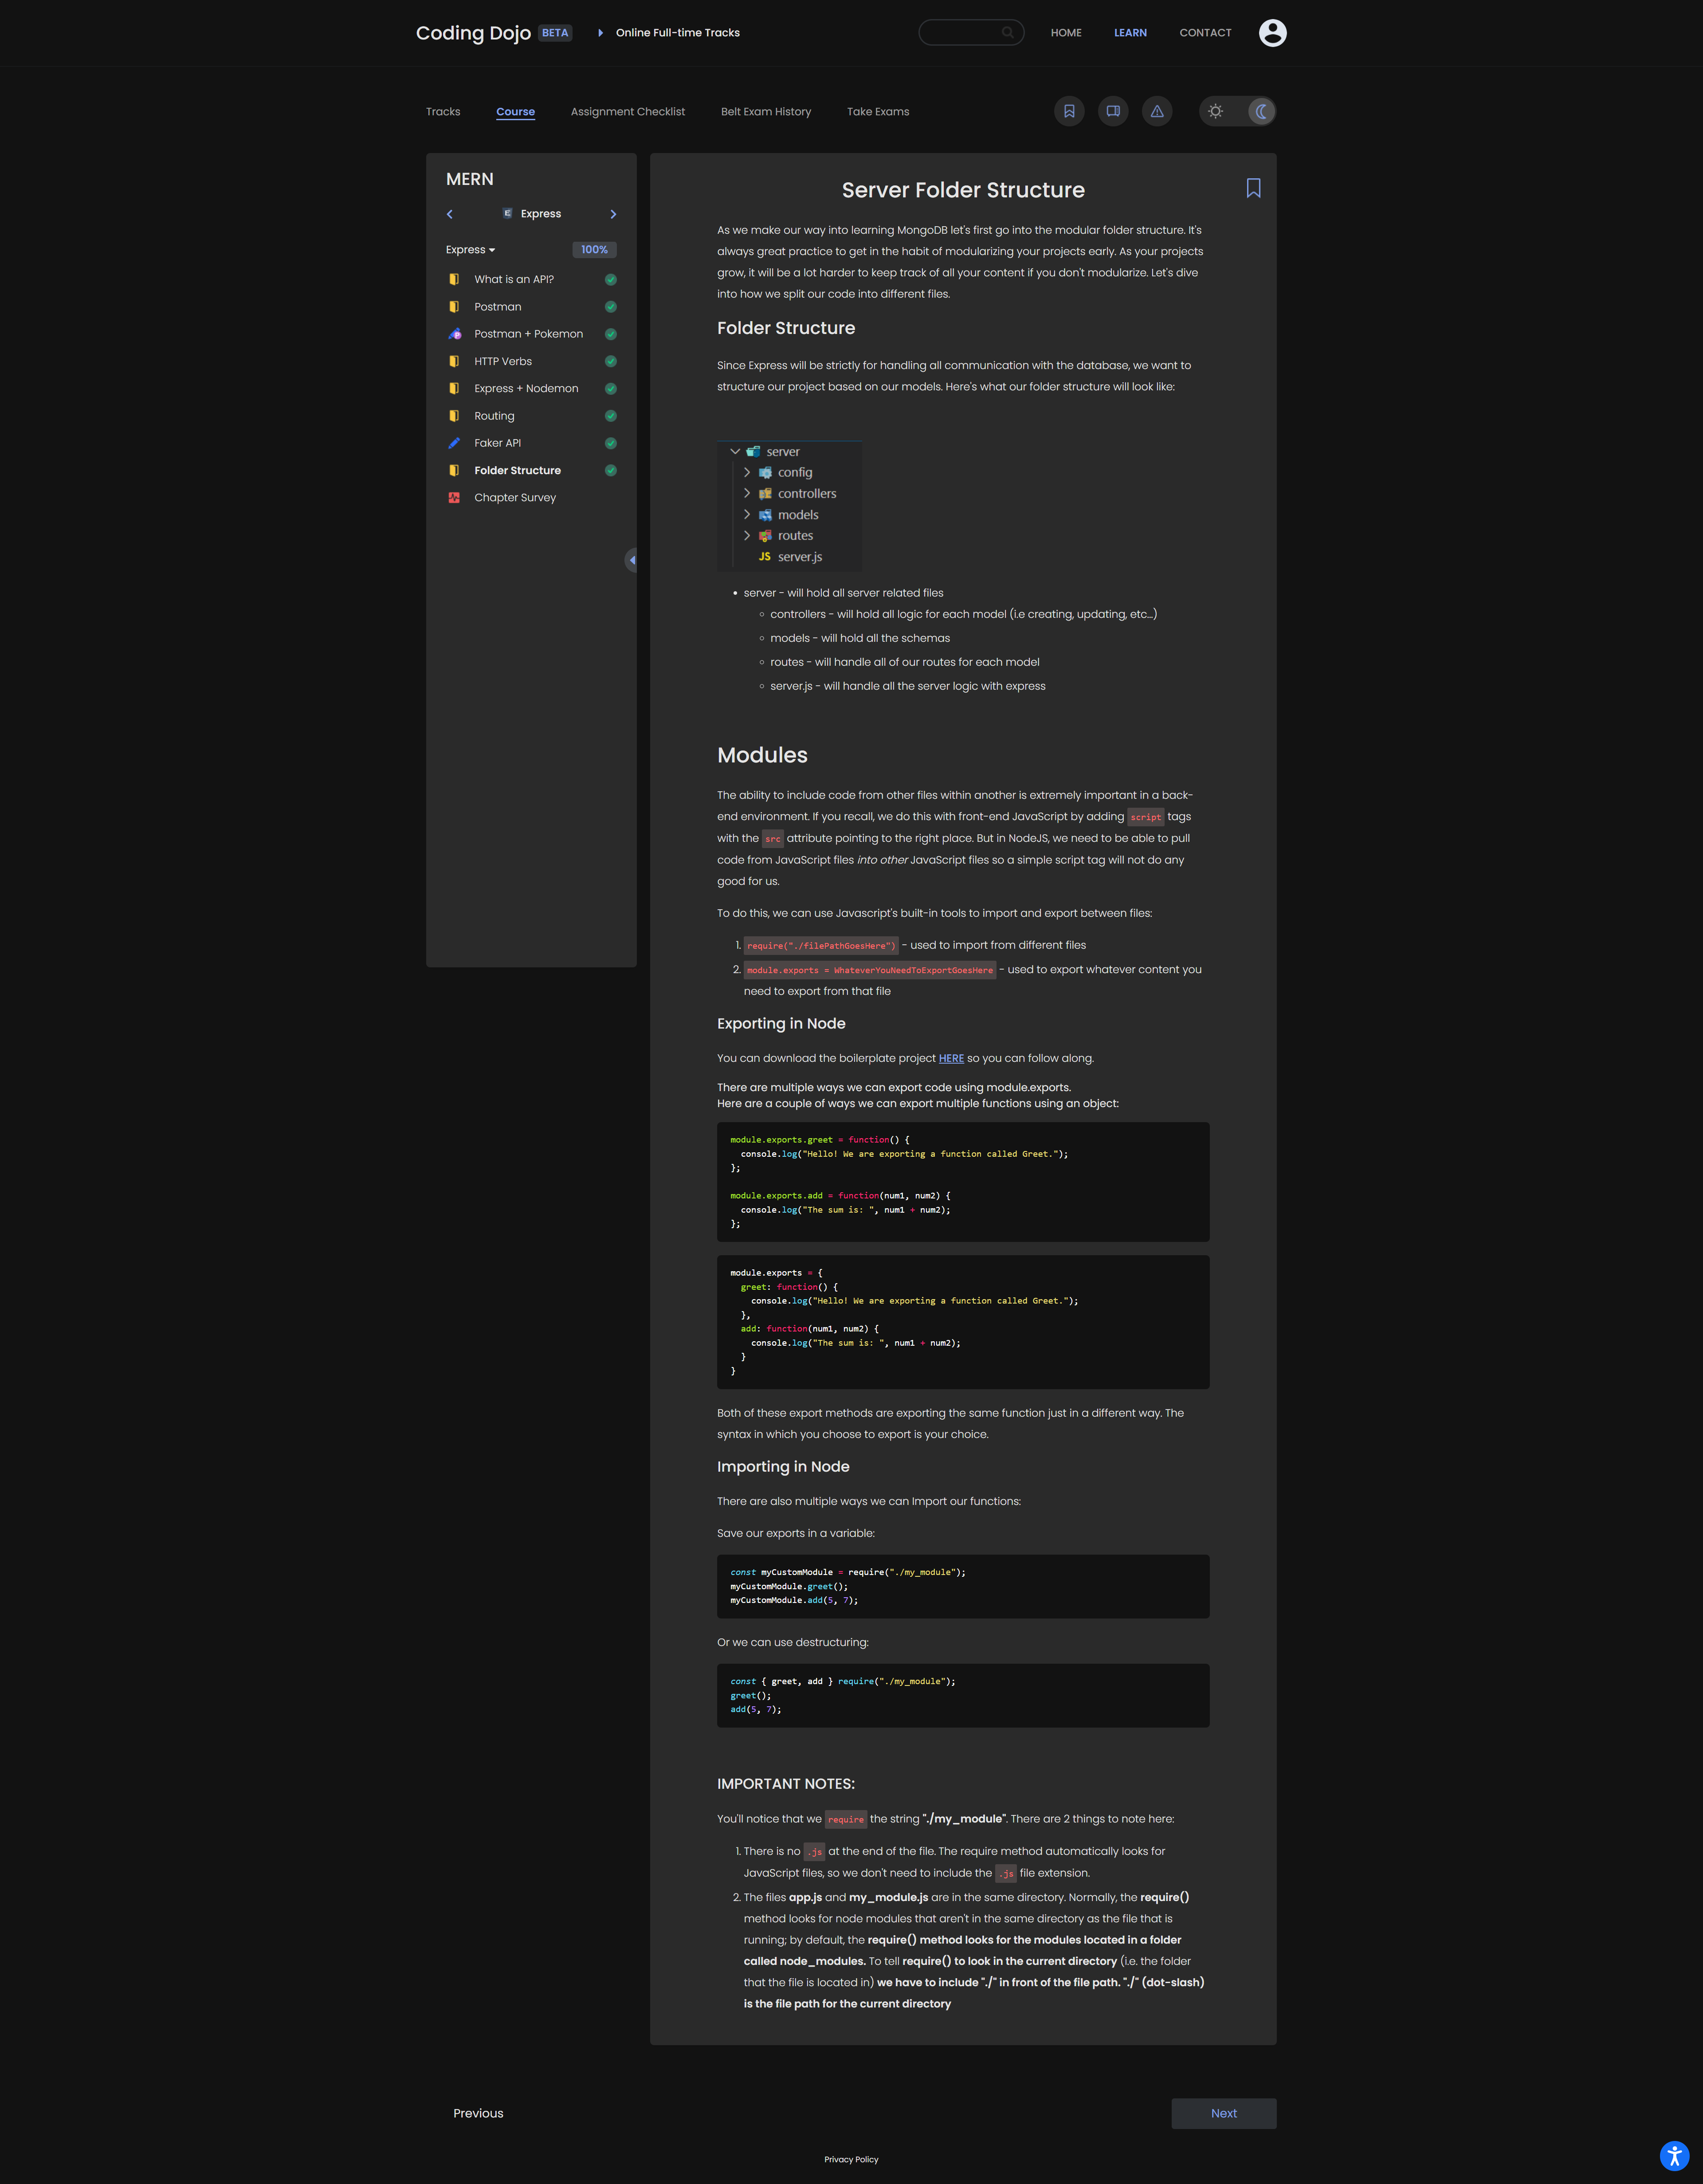 Coding Dojo BETA Online Full-time Tracks HOME LEARN CONTACT
Tracks Course Assignment Checklist Belt Exam History Take Exams
MERN
Express
Express 100%
What is an API?
Postman
Postman + Pokemon
HTTP Verbs
Express + Nodemon
Routing
Faker API
Folder Structure
Chapter Survey
Server Folder Structure
As we make our way into learning MongoDB let's first go into the modular folder structure. It's
always great practice to get in the habit of modularizing your projects early. As your projects
grow, it will be a lot harder to keep track of all your content if you don't modularize. Let's dive
into how we split our code into different files.
Folder Structure
Since Express will be strictly for handling all communication with the database, we want to
structure our project based on our models. Here's what our folder structure will look like:
server
config
controllers
models
routes
JS server.js
• server - will hold all server related files
◦ controllers - will hold all logic for each model (i.e creating, updating, etc...)
◦ models - will hold all the schemas
◦ routes - will handle all of our routes for each model
◦ server.js - will handle all the server logic with express
Modules
The ability to include code from other files within another is extremely important in a back-
end environment. If you recall, we do this with front-end JavaScript by adding script tags
with the src attribute pointing to the right place. But in NodeJS, we need to be able to pull
code from JavaScript files into other JavaScript files so a simple script tag will not do any
good for us.
To do this, we can use Javascript's built-in tools to import and export between files:
1. require("./filePathGoesHere") - used to import from different files
2. module.exports = WhateverYouNeedToExportGoesHere - used to export whatever content you
need to export from that file
Exporting in Node
You can download the boilerplate project HERE so you can follow along.
There are multiple ways we can export code using module.exports.
Here are a couple of ways we can export multiple functions using an object:
module.exports.greet = function() {
  console.log("Hello! We are exporting a function called Greet.");
};
module.exports.add = function(num1, num2) {
  console.log("The sum is: ", num1 + num2);
};
module.exports = {
  greet: function() {
    console.log("Hello! We are exporting a function called Greet.");
  },
  add: function(num1, num2) {
    console.log("The sum is: ", num1 + num2);
  }
}
Both of these export methods are exporting the same function just in a different way. The
syntax in which you choose to export is your choice.
Importing in Node
There are also multiple ways we can Import our functions:
Save our exports in a variable:
const myCustomModule = require("./my_module");
myCustomModule.greet();
myCustomModule.add(5, 7);
Or we can use destructuring:
const { greet, add } require("./my_module");
greet();
add(5, 7);
IMPORTANT NOTES:
You'll notice that we require the string "./my_module". There are 2 things to note here:
1. There is no .js at the end of the file. The require method automatically looks for
JavaScript files, so we don't need to include the .js file extension.
2. The files app.js and my_module.js are in the same directory. Normally, the require()
method looks for node modules that aren't in the same directory as the file that is
running; by default, the require() method looks for the modules located in a folder
called node_modules. To tell require() to look in the current directory (i.e. the folder
that the file is located in) we have to include "./" in front of the file path. "./" (dot-slash)
is the file path for the current directory
Previous Next
Privacy Policy